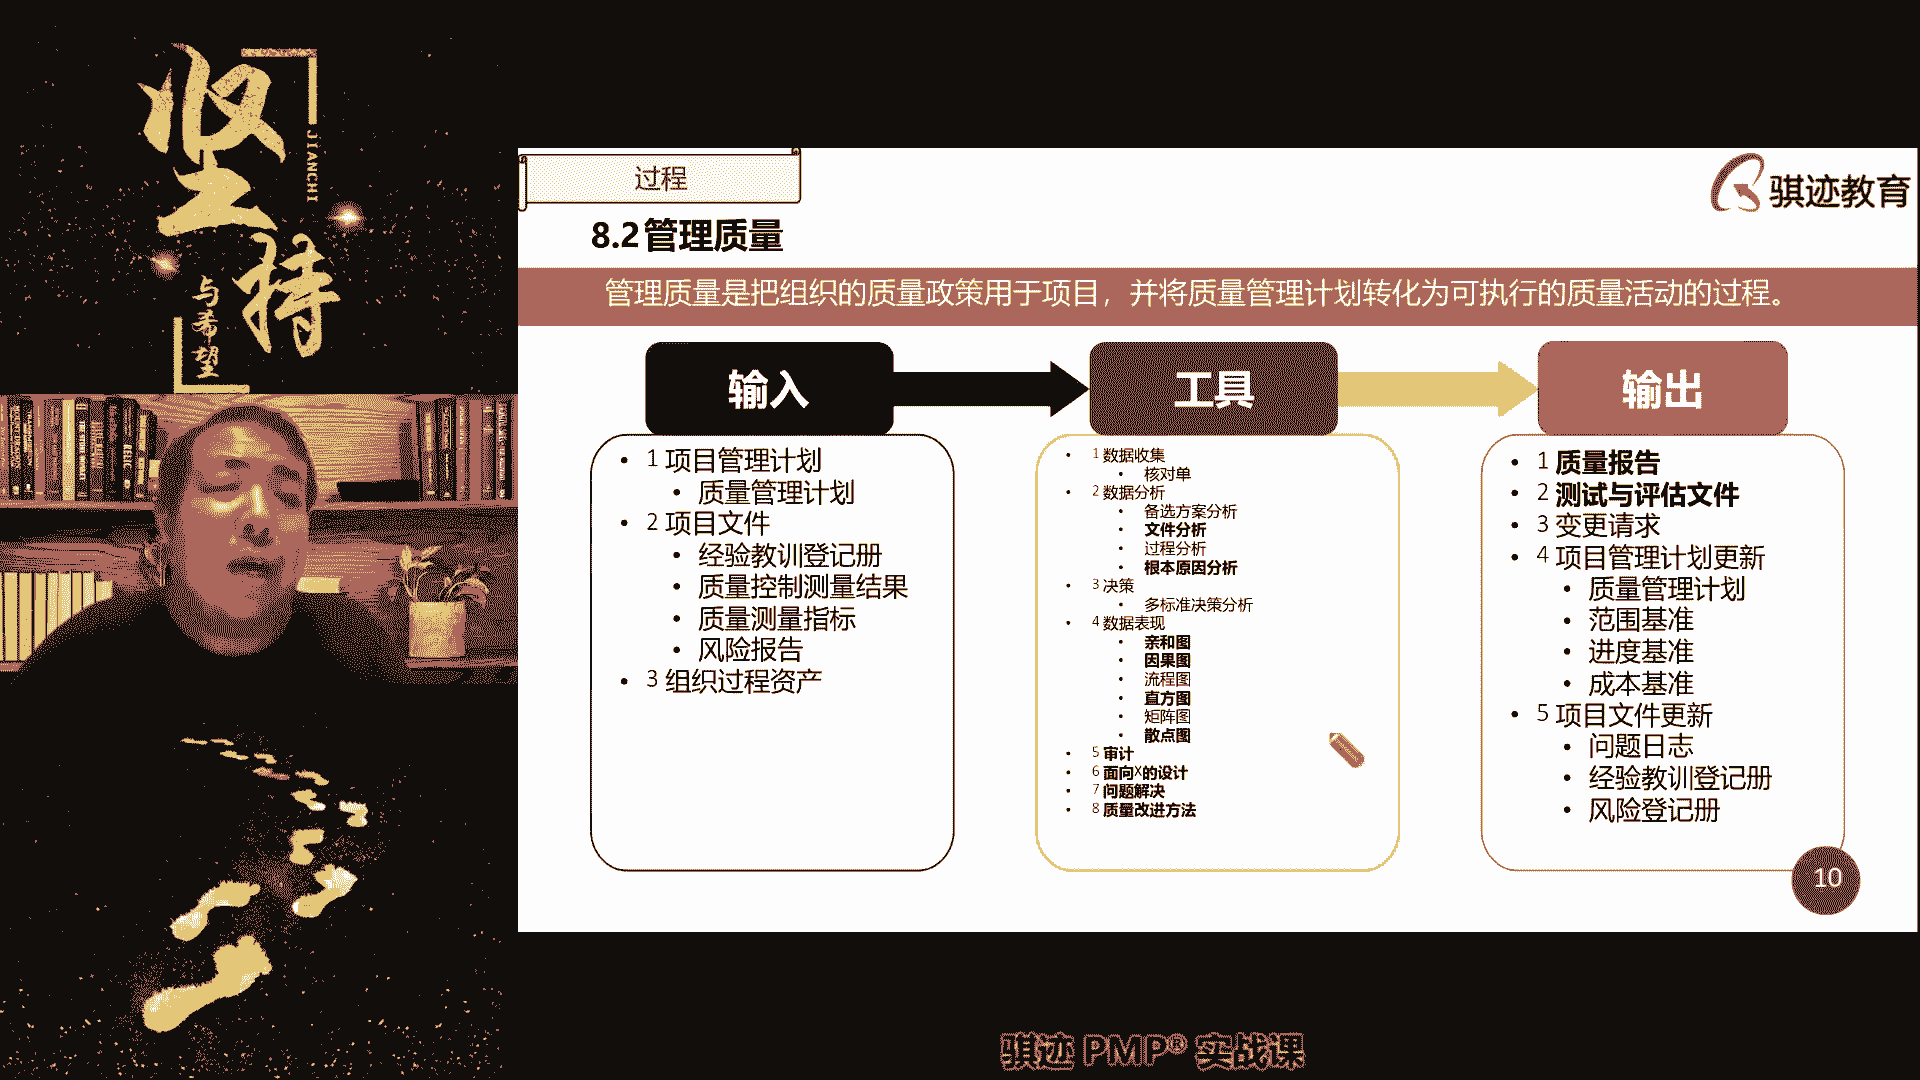 坚持
JIANCHI
与希望
过程
骐迹教育
8.2管理质量
管理质量是把组织的质量政策用于项目，并将质量管理计划转化为可执行的质量活动的过程。
输入
• 1 项目管理计划
• 质量管理计划
• 2 项目文件
• 经验教训登记册
• 质量控制测量结果
• 质量测量指标
• 风险报告
• 3 组织过程资产
工具
• 1 数据收集
• 核对单
• 2 数据分析
• 备选方案分析
• 文件分析
• 过程分析
• 根本原因分析
• 3 决策
• 多标准决策分析
• 4 数据表现
• 亲和图
• 因果图
• 流程图
• 直方图
• 矩阵图
• 散点图
• 5 审计
• 6 面向X的设计
• 7 问题解决
• 8 质量改进方法
输出
• 1 质量报告
• 2 测试与评估文件
• 3 变更请求
• 4 项目管理计划更新
• 质量管理计划
• 范围基准
• 进度基准
• 成本基准
• 5 项目文件更新
• 问题日志
• 经验教训登记册
• 风险登记册
10
骐迹 PMP® 实战课